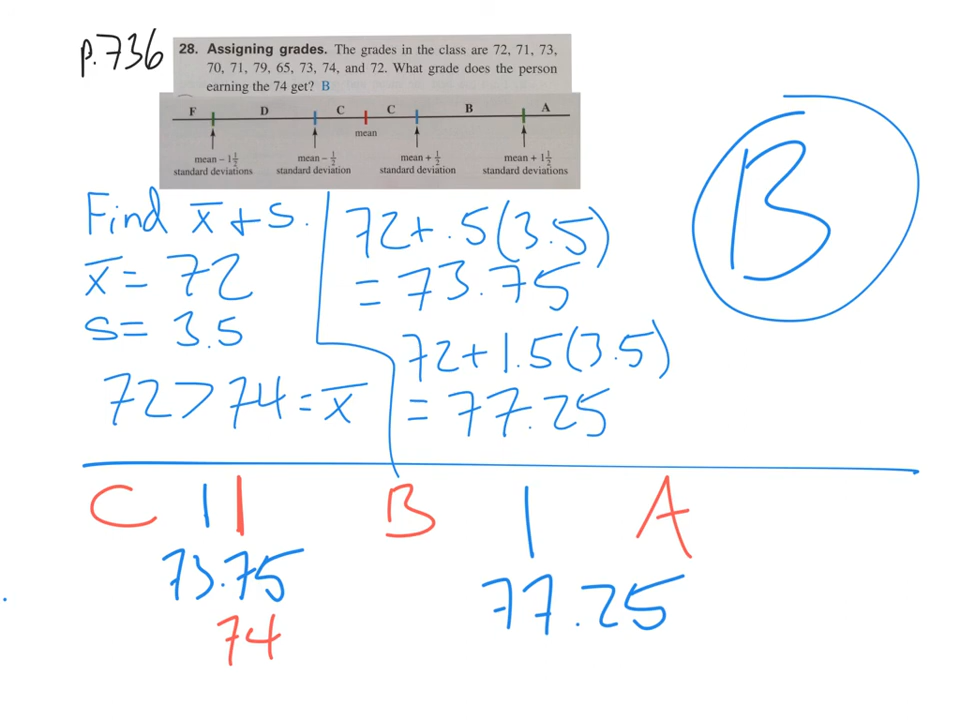 p.736
28. Assigning grades. The grades in the class are 72, 71, 73,
70, 71, 79, 65, 73, 74, and 72. What grade does the person
earning the 74 get? B
F D C C B A
mean
mean − 1½ standard deviations
mean − ½ standard deviation
mean + ½ standard deviation
mean + 1½ standard deviations
Find x̄ + s.
x̄ = 72
s = 3.5
72 > 74 = x̄
72 + .5(3.5)
= 73.75
72 + 1.5(3.5)
= 77.25
B
C B A
73.75
77.25
74